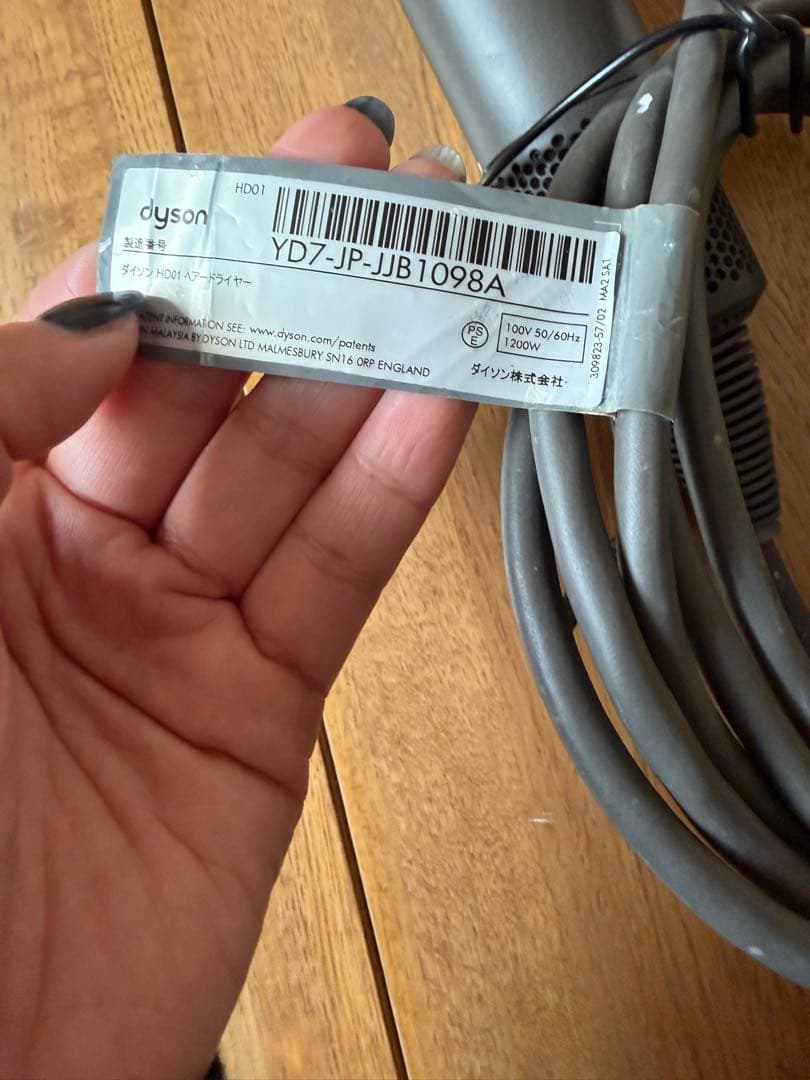 HD01
dyson
製造番号
YD7-JP-JJB1098A
ダイソン HD01 ヘアードライヤー
PATENT INFORMATION SEE: www.dyson.com/patents
IN MALAYSIA BY DYSON LTD MALMESBURY SN16 0RP ENGLAND
PS
E
100V 50/60Hz
1200W
ダイソン株式会社
309823-57/02 MA2 SA1